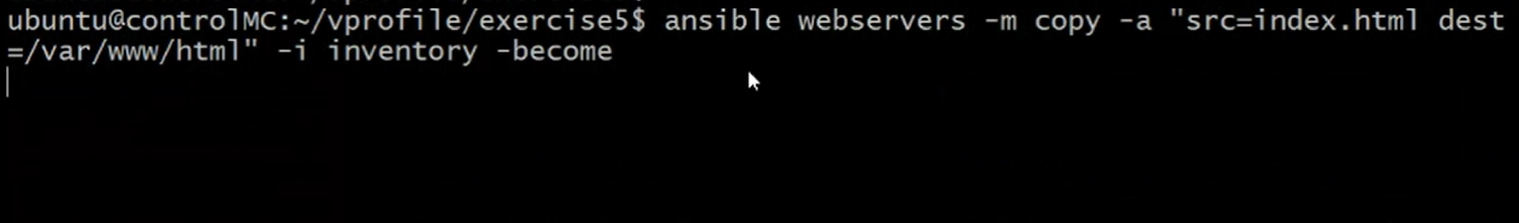 ubuntu@controlMC:~/vprofile/exercise5$ ansible webservers -m copy -a "src=index.html dest
=/var/www/html" -i inventory -become